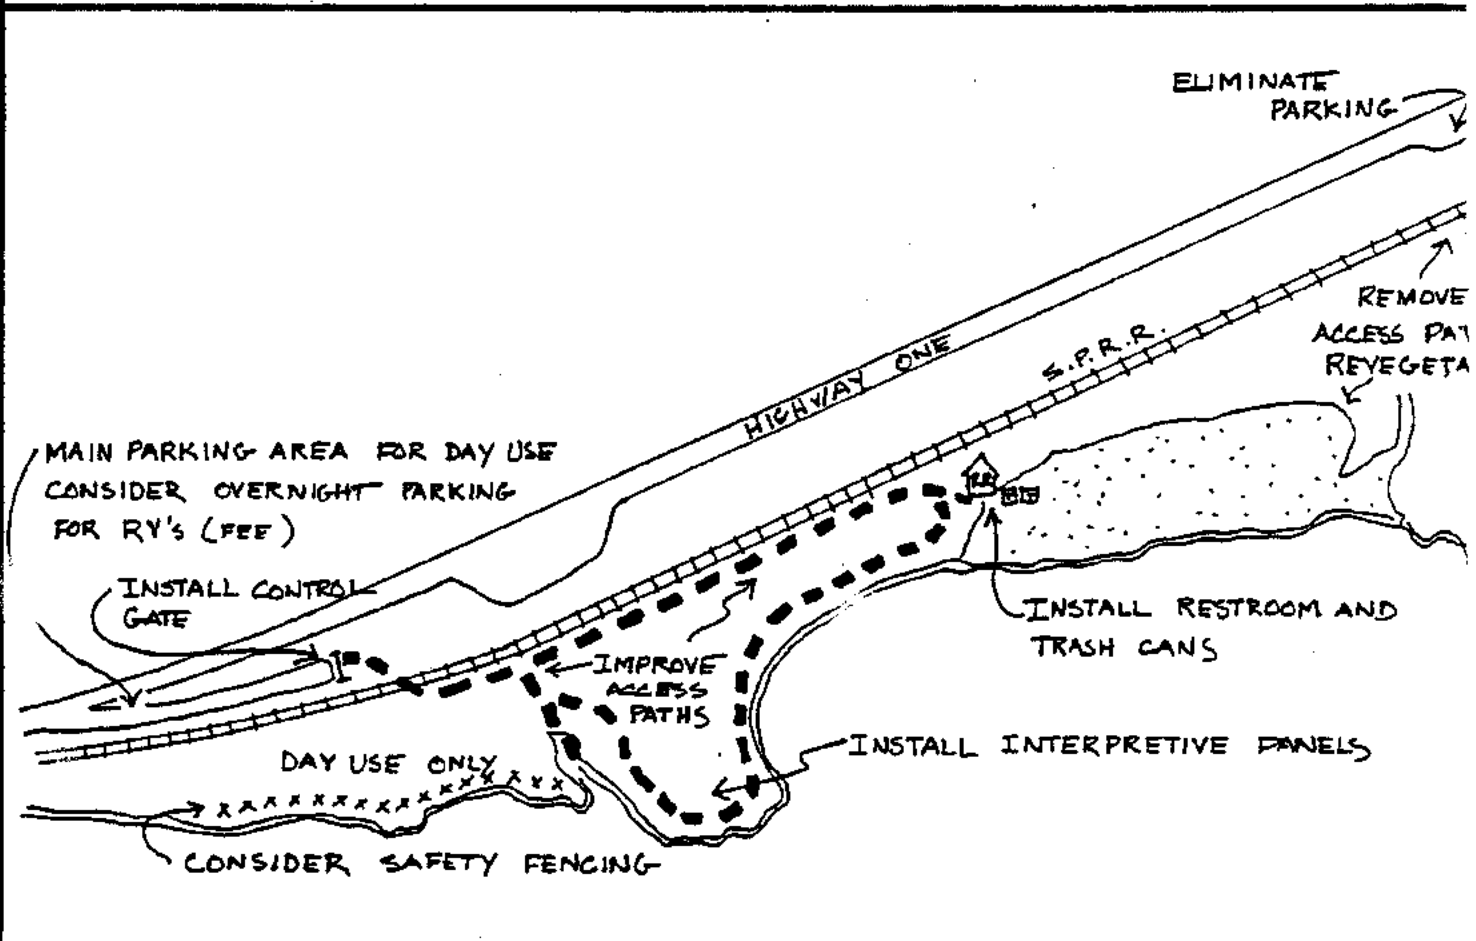 ELIMINATE
PARKING
REMOVE
ACCESS PAT
REVEGETA
S.P.R.R.
HIGHWAY ONE
MAIN PARKING AREA FOR DAY USE
CONSIDER OVERNIGHT PARKING
FOR RV'S (FEE)
RR
INSTALL CONTROL
GATE
INSTALL RESTROOM AND
TRASH CANS
IMPROVE
ACCESS
PATHS
INSTALL INTERPRETIVE PANELS
DAY USE ONLY
CONSIDER SAFETY FENCING